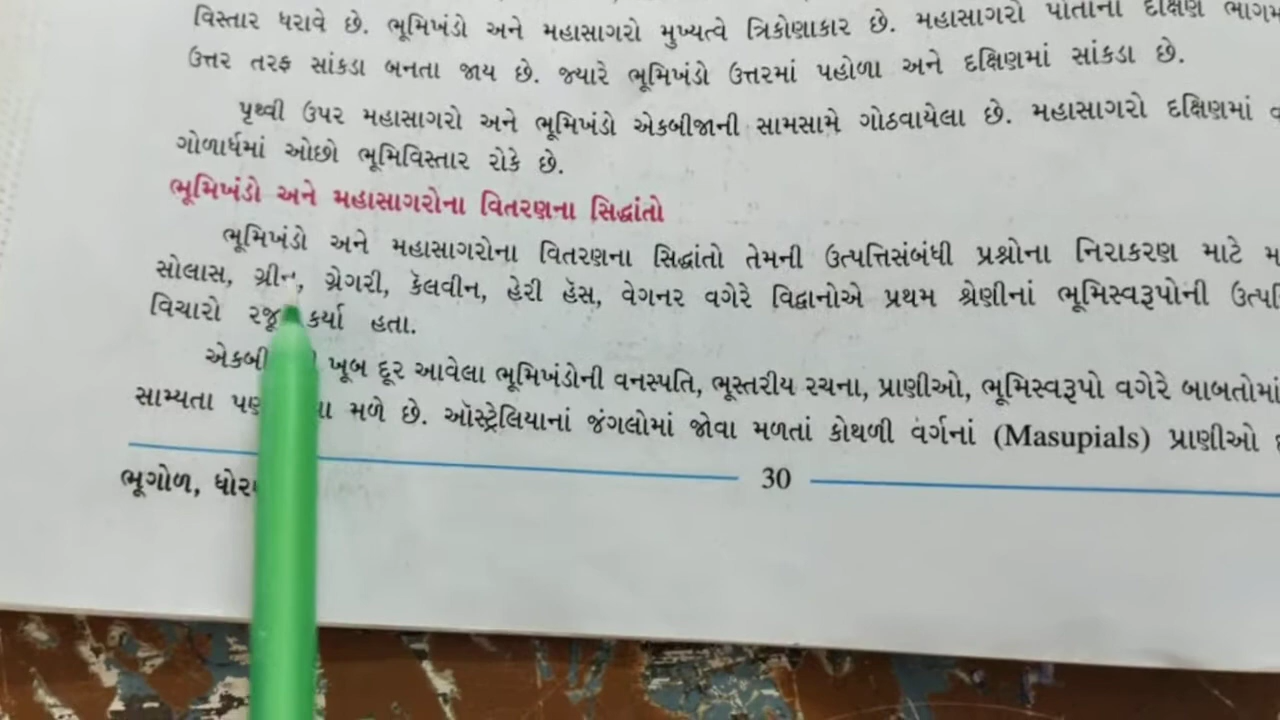 વિસ્તાર ધરાવે છે. ભૂમિખંડો અને મહાસાગરો મુખ્યત્વે ત્રિકોણાકાર છે. મહાસાગરો પોતાના દક્ષિણ
ઉત્તર તરફ સાંકડા બનતા જાય છે. જ્યારે ભૂમિખંડો ઉત્તરમાં પહોળા અને દક્ષિણમાં સાંકડા છે.
પૃથ્વી ઉપર મહાસાગરો અને ભૂમિખંડો એકબીજાની સામસામે ગોઠવાયેલા છે. મહાસાગરો દક્ષિણમાં
ગોળાર્ધમાં ઓછો ભૂમિવિસ્તાર રોકે છે.
ભૂમિખંડો અને મહાસાગરોના વિતરણના સિદ્ધાંતો
ભૂમિખંડો અને મહાસાગરોના વિતરણના સિદ્ધાંતો તેમની ઉત્પત્તિસંબંધી પ્રશ્નોના નિરાકરણ માટે
સોલાસ, ગ્રીન, ગ્રેગરી, કૅલવીન, હેરી હૅસ, વેગનર વગેરે વિદ્વાનોએ પ્રથમ શ્રેણીનાં ભૂમિસ્વરૂપોની
વિચારો રજૂ કર્યા હતા.
ખૂબ દૂર આવેલા ભૂમિખંડોની વનસ્પતિ, ભૂસ્તરીય રચના, પ્રાણીઓ, ભૂમિસ્વરૂપો વગેરે બાબતોમાં
સામ્યતા પણ મળે છે. ઑસ્ટ્રેલિયાનાં જંગલોમાં જોવા મળતાં કોથળી વર્ગનાં (Masupials) પ્રાણીઓ
30
ભૂગોળ,